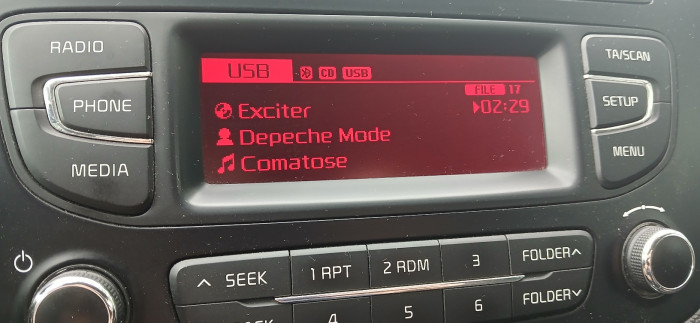 RADIO
PHONE
MEDIA
USB CD USB
FILE 17
Exciter 02:29
Depeche Mode
Comatose
TA/SCAN
SETUP
MENU
SEEK 1 RPT 2 RDM 3 FOLDER
4 5 6 FOLDER